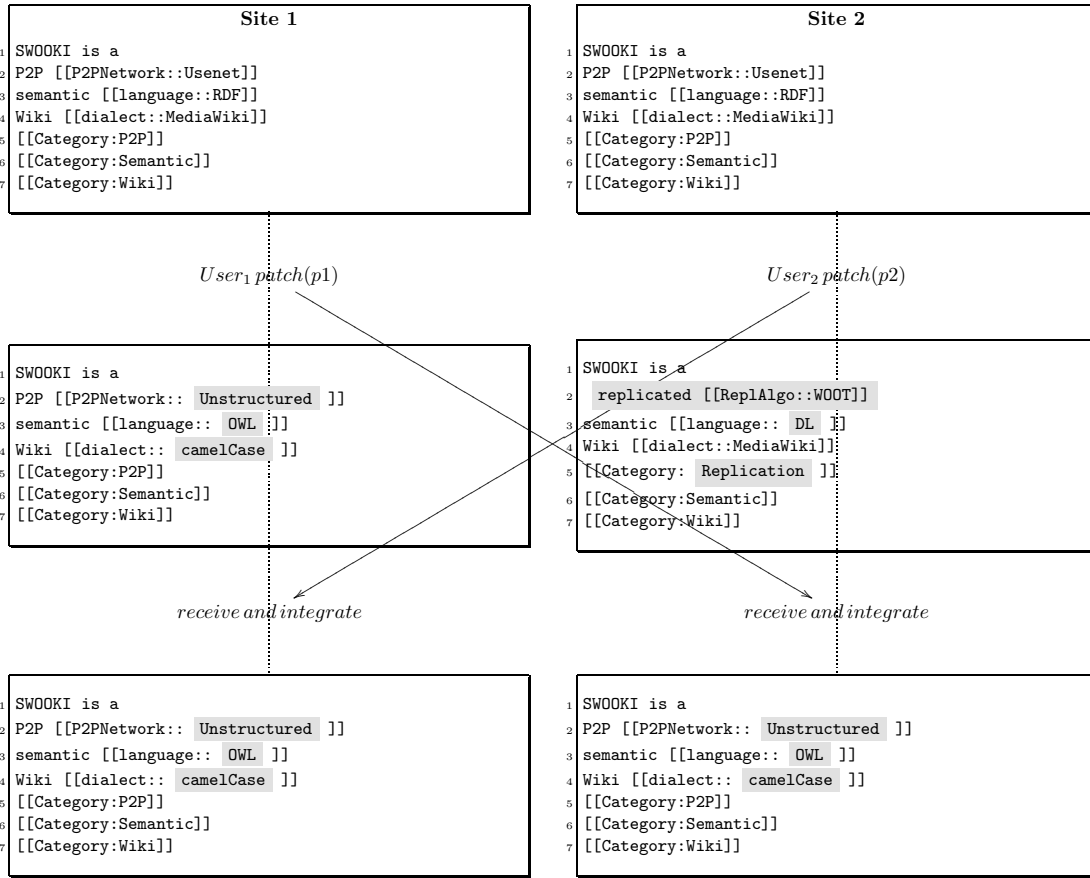 Site 1
1 SWOOKI is a
2 P2P [[P2PNetwork::Usenet]]
3 semantic [[language::RDF]]
4 Wiki [[dialect::MediaWiki]]
5 [[Category:P2P]]
6 [[Category:Semantic]]
7 [[Category:Wiki]]
Site 2
1 SWOOKI is a
2 P2P [[P2PNetwork::Usenet]]
3 semantic [[language::RDF]]
4 Wiki [[dialect::MediaWiki]]
5 [[Category:P2P]]
6 [[Category:Semantic]]
7 [[Category:Wiki]]
User₁ patch(p1)
User₂ patch(p2)
1 SWOOKI is a
2 P2P [[P2PNetwork:: Unstructured ]]
3 semantic [[language:: OWL ]]
4 Wiki [[dialect:: camelCase ]]
5 [[Category:P2P]]
6 [[Category:Semantic]]
7 [[Category:Wiki]]
1 SWOOKI is a
2 replicated [[ReplAlgo::WOOT]]
3 semantic [[language:: DL ]]
4 Wiki [[dialect::MediaWiki]]
5 [[Category: Replication ]]
6 [[Category:Semantic]]
7 [[Category:Wiki]]
receive and integrate
receive and integrate
1 SWOOKI is a
2 P2P [[P2PNetwork:: Unstructured ]]
3 semantic [[language:: OWL ]]
4 Wiki [[dialect:: camelCase ]]
5 [[Category:P2P]]
6 [[Category:Semantic]]
7 [[Category:Wiki]]
1 SWOOKI is a
2 P2P [[P2PNetwork:: Unstructured ]]
3 semantic [[language:: OWL ]]
4 Wiki [[dialect:: camelCase ]]
5 [[Category:P2P]]
6 [[Category:Semantic]]
7 [[Category:Wiki]]